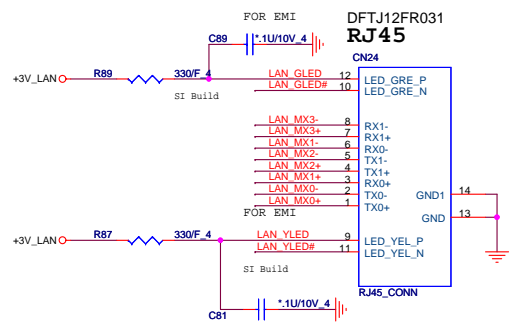 FOR EMI
DFTJ12FR031
RJ45
C89
*.1U/10V_4
CN24
+3V_LAN
R89
330/F_4
LAN_GLED
12
LED_GRE_P
LAN_GLED#
10
LED_GRE_N
SI Build
LAN_MX3-
8
RX1-
LAN_MX3+
7
RX1+
LAN_MX1-
6
RX0-
LAN_MX2-
5
TX1-
LAN_MX2+
4
TX1+
LAN_MX1+
3
RX0+
LAN_MX0-
2
TX0-
GND1
14
LAN_MX0+
1
TX0+
FOR EMI
GND
13
+3V_LAN
R87
330/F_4
LAN_YLED
9
LED_YEL_P
LAN_YLED#
11
LED_YEL_N
SI Build
RJ45_CONN
*.1U/10V_4
C81